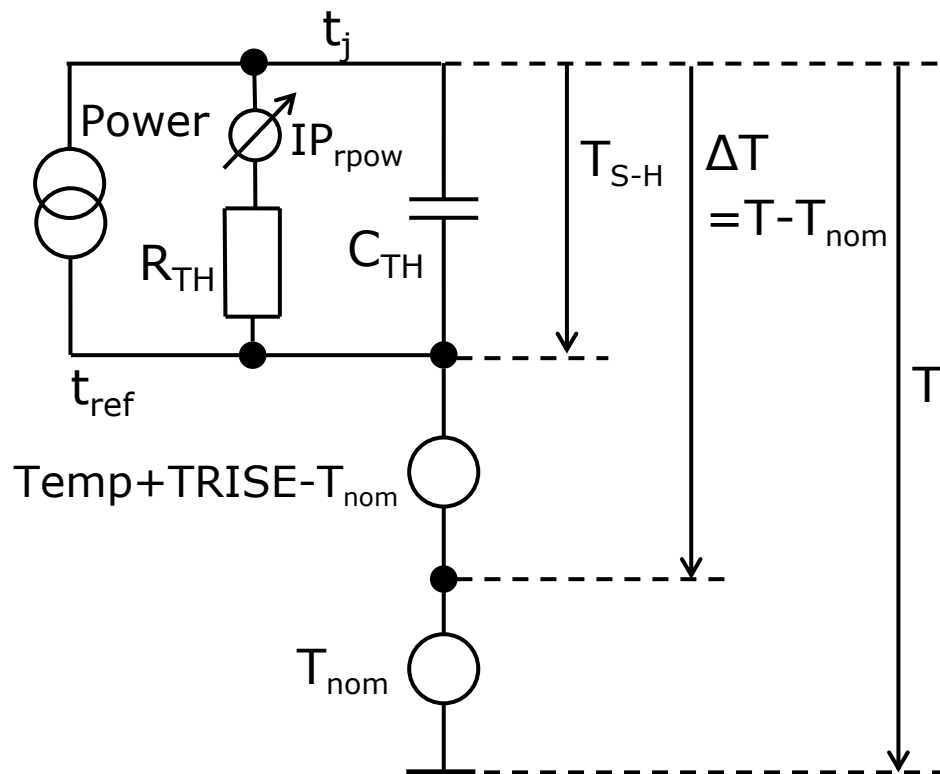 t_j
Power
IP_rpow
T_S-H
ΔT
=T-T_nom
R_TH
C_TH
T
t_ref
Temp+TRISE-T_nom
T_nom